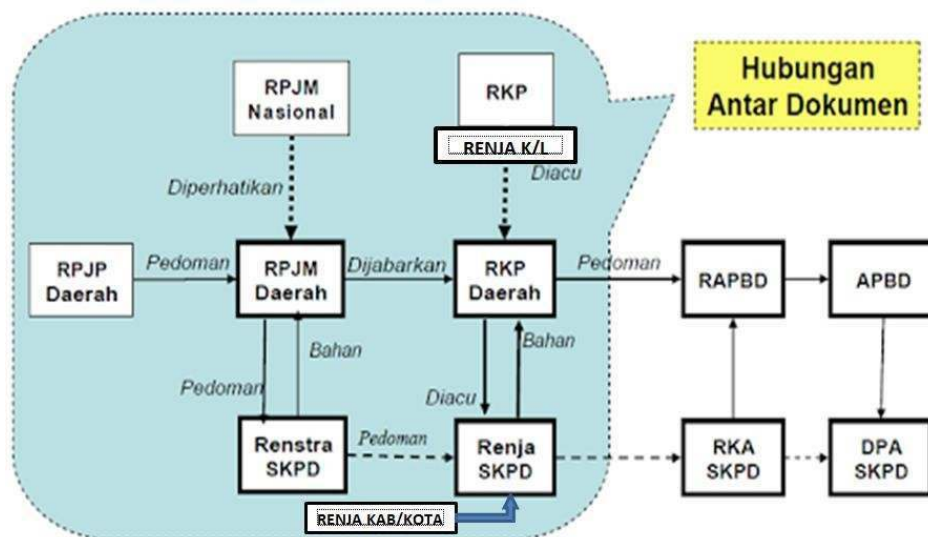 Hubungan
Antar Dokumen
RPJM
Nasional
RKP
RENJA K/L
Diperhatikan
Diacu
RPJP
Daerah
Pedoman
RPJM
Daerah
Dijabarkan
RKP
Daerah
Pedoman
RAPBD
APBD
Bahan
Pedoman
Bahan
Diacu
Renstra
SKPD
Pedoman
Renja
SKPD
RKA
SKPD
DPA
SKPD
RENJA KAB/KOTA